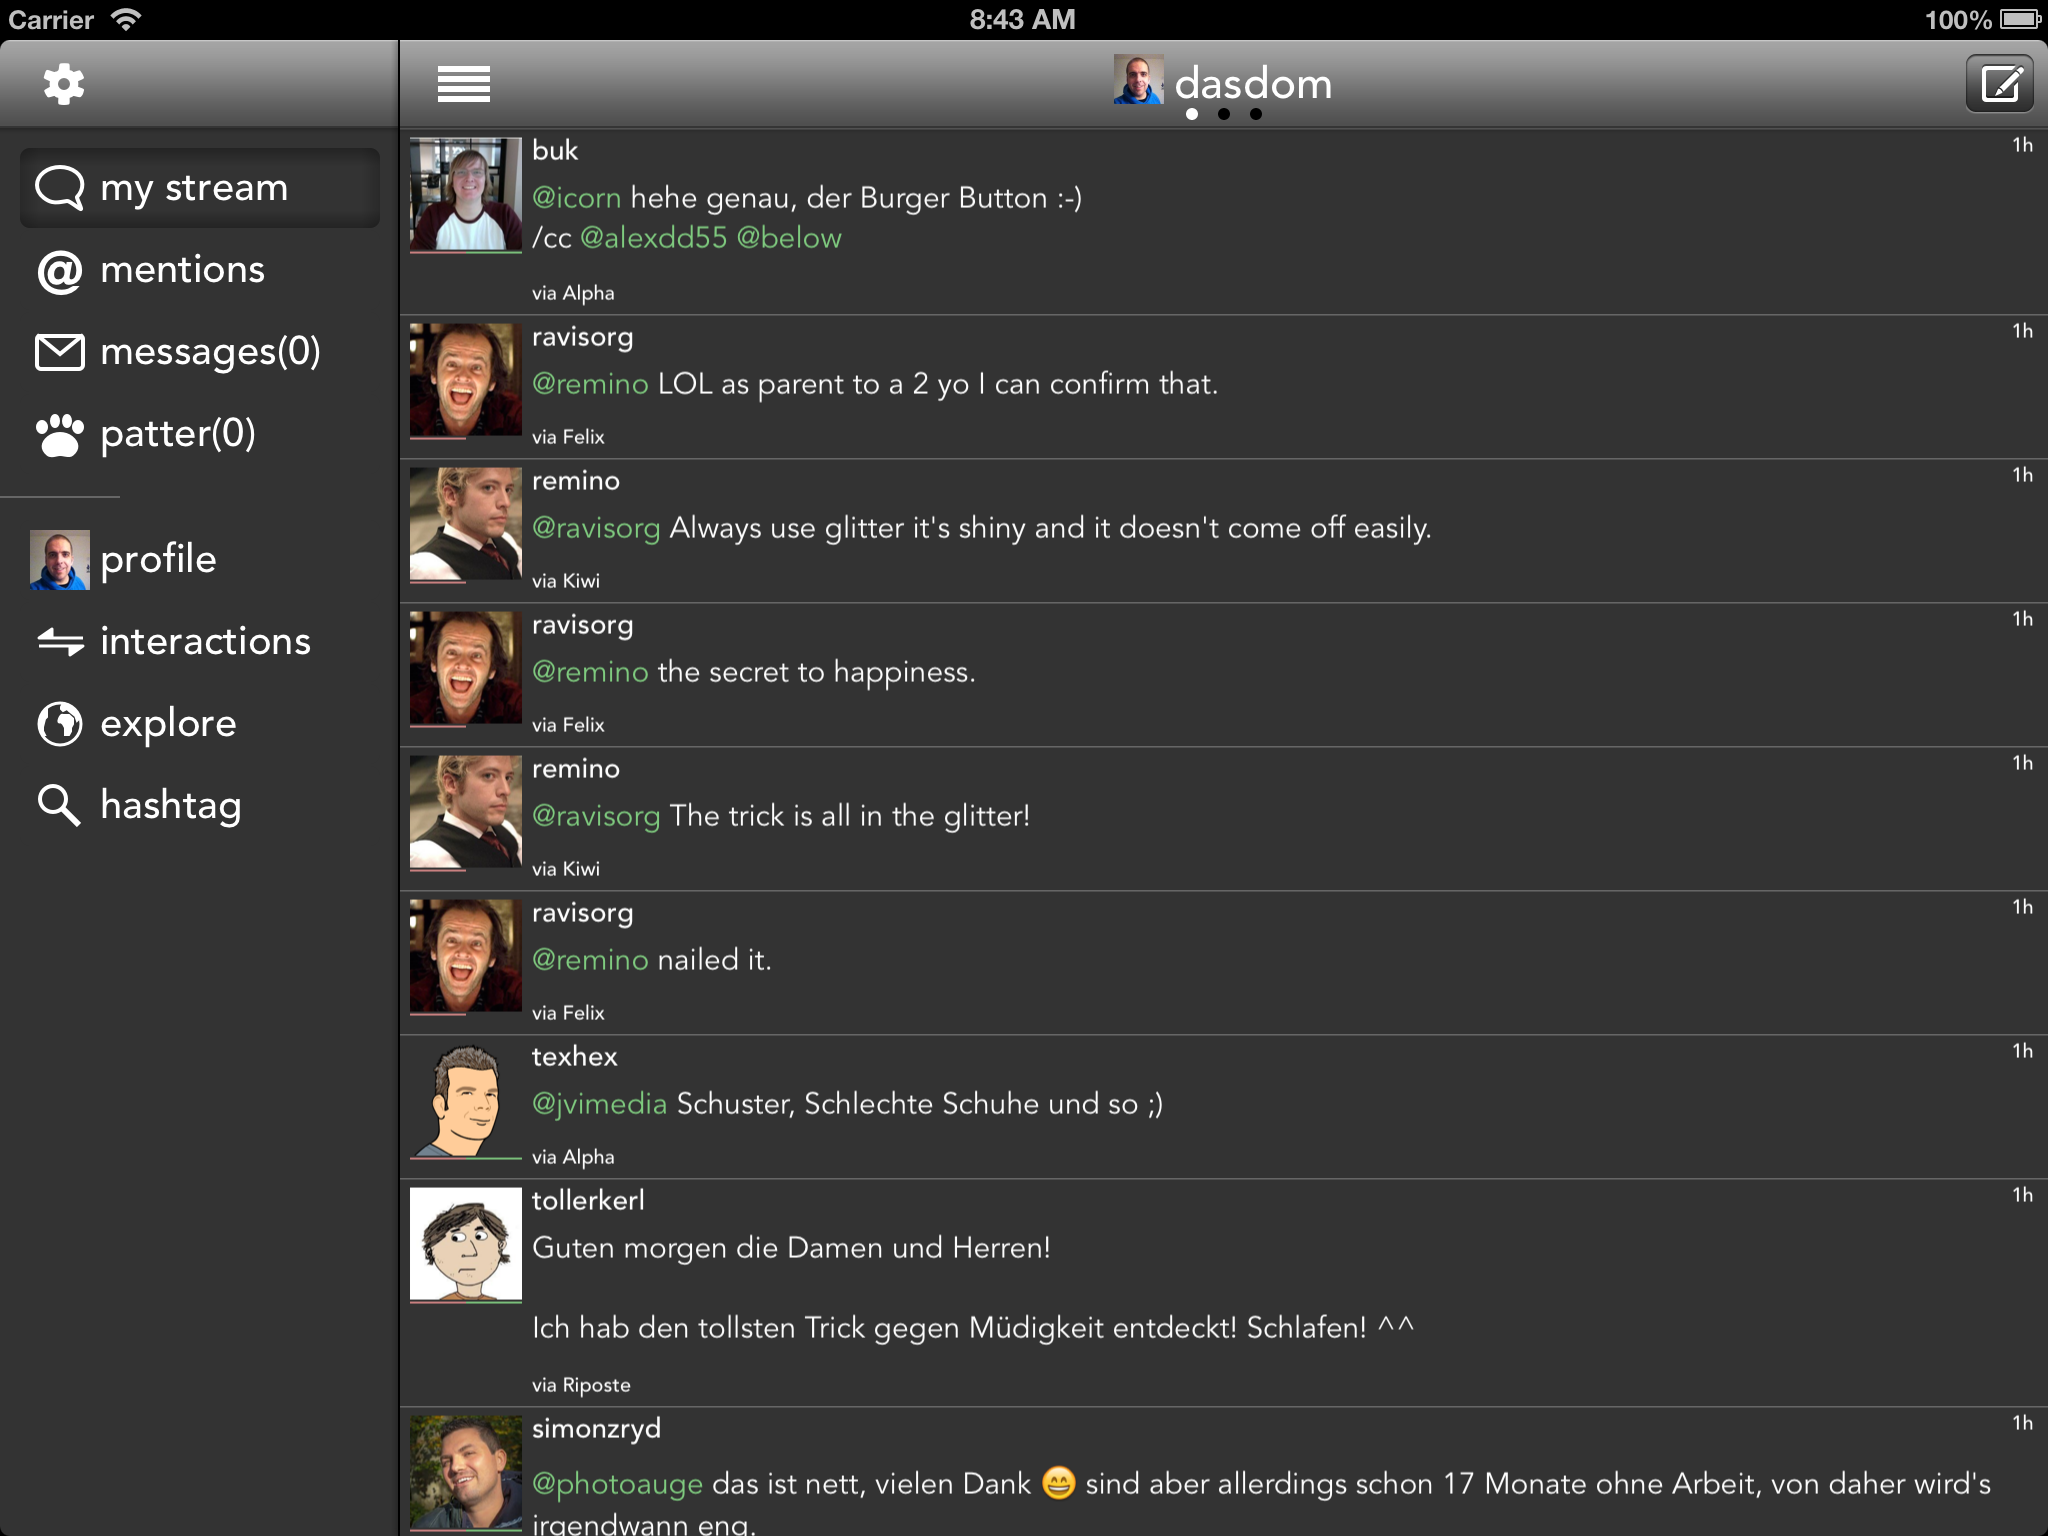 Carrier
8:43 AM
100%
my stream
@ mentions
messages(0)
patter(0)
profile
interactions
explore
hashtag
dasdom
buk
1h
@icorn hehe genau, der Burger Button :-)
/cc @alexdd55 @below
via Alpha
ravisorg
1h
@remino LOL as parent to a 2 yo I can confirm that.
via Felix
remino
1h
@ravisorg Always use glitter it's shiny and it doesn't come off easily.
via Kiwi
ravisorg
1h
@remino the secret to happiness.
via Felix
remino
1h
@ravisorg The trick is all in the glitter!
via Kiwi
ravisorg
1h
@remino nailed it.
via Felix
texhex
1h
@jvimedia Schuster, Schlechte Schuhe und so ;)
via Alpha
tollerkerl
1h
Guten morgen die Damen und Herren!
Ich hab den tollsten Trick gegen Müdigkeit entdeckt! Schlafen! ^^
via Riposte
simonzryd
1h
@photoauge das ist nett, vielen Dank 😄 sind aber allerdings schon 17 Monate ohne Arbeit, von daher wird's
irgendwann eng.